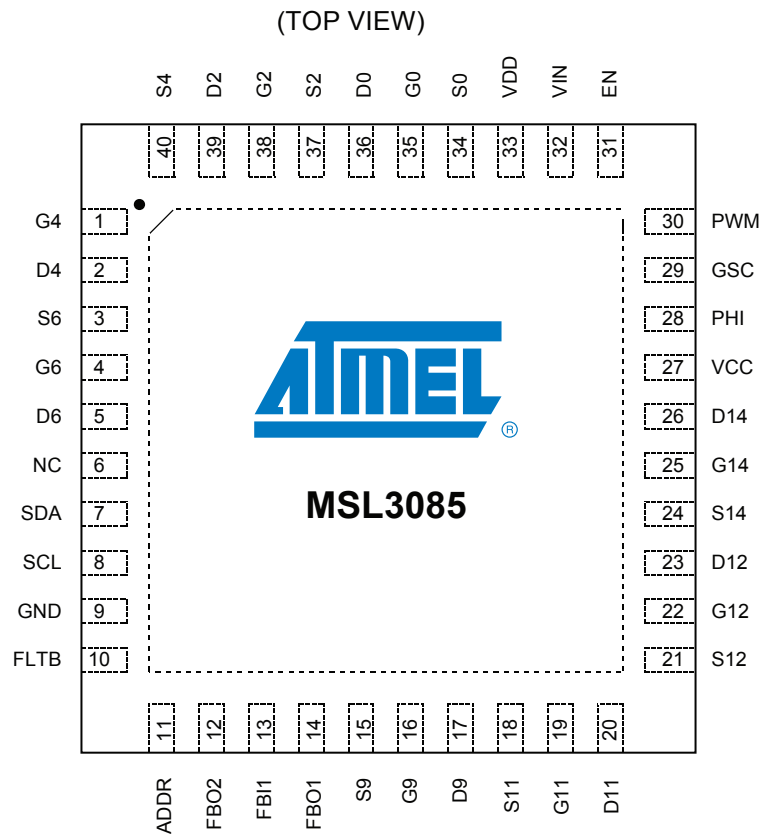 (TOP VIEW)
S4 D2 G2 S2 D0 G0 S0 VDD VIN EN
40 39 38 37 36 35 34 33 32 31
G4 1 30 PWM
D4 2 29 GSC
S6 3 28 PHI
G6 4 27 VCC
D6 5 26 D14
NC 6 25 G14
SDA 7 24 S14
SCL 8 23 D12
GND 9 22 G12
FLTB 10 21 S12
ATMEL
®
MSL3085
11 12 13 14 15 16 17 18 19 20
ADDR FBO2 FBI1 FBO1 S9 G9 D9 S11 G11 D11